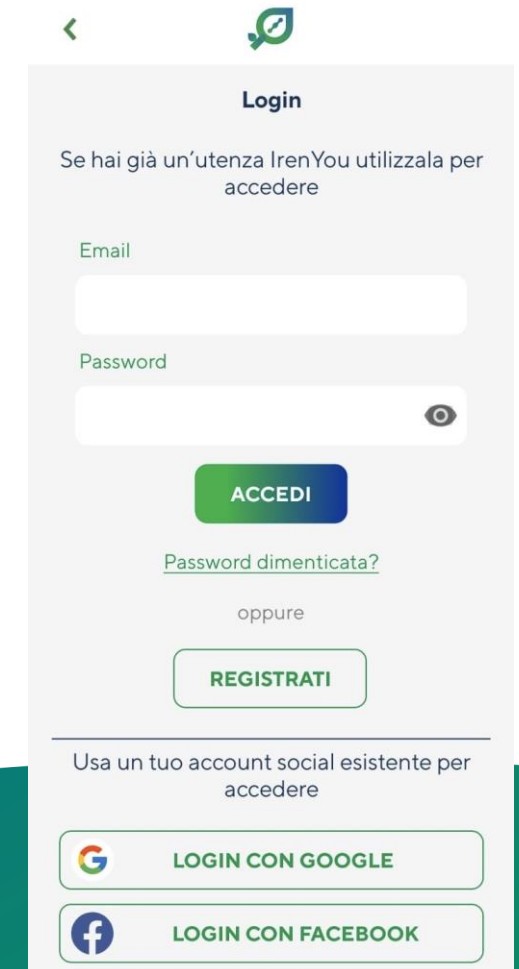 Login
Se hai già un'utenza IrenYou utilizzala per
accedere
Email
Password
ACCEDI
Password dimenticata?
oppure
REGISTRATI
Usa un tuo account social esistente per
accedere
LOGIN CON GOOGLE
LOGIN CON FACEBOOK